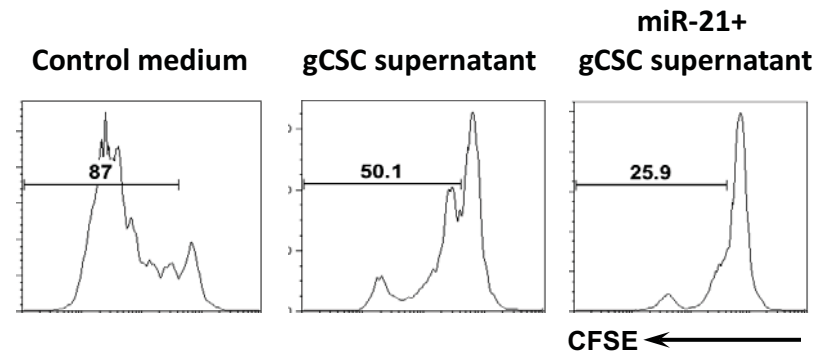 Control medium
gCSC supernatant
miR-21+
gCSC supernatant
87
50.1
25.9
CFSE